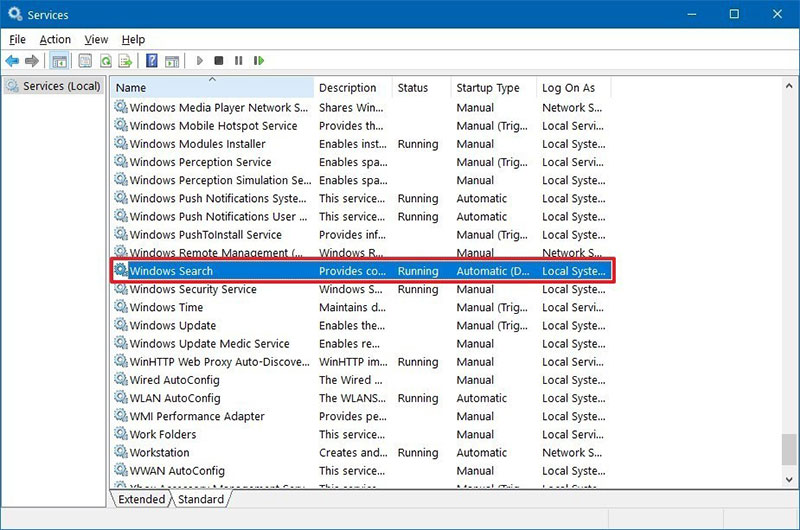 Services
File Action View Help
Services (Local)
Name Description Status Startup Type Log On As
Windows Media Player Network S... Shares Win... Manual Network S...
Windows Mobile Hotspot Service Provides th... Manual (Trig... Local Servi...
Windows Modules Installer Enables inst... Running Manual Local Syste...
Windows Perception Service Enables spa... Manual (Trig... Local Servi...
Windows Perception Simulation Se... Enables spa... Manual Local Syste...
Windows Push Notifications Syste... This service... Running Automatic Local Syste...
Windows Push Notifications User ... This service... Running Automatic Local Syste...
Windows PushToInstall Service Provides inf... Manual (Trig... Local Syste...
Windows Remote Management (... Windows R... Manual Network S...
Windows Search Provides co... Running Automatic (D... Local Syste...
Windows Security Service Windows S... Running Manual Local Syste...
Windows Time Maintains d... Manual (Trig... Local Servi...
Windows Update Enables the... Manual (Trig... Local Syste...
Windows Update Medic Service Enables re... Manual Local Syste...
WinHTTP Web Proxy Auto-Discove... WinHTTP im... Running Manual Local Servi...
Wired AutoConfig The Wired ... Manual Local Syste...
WLAN AutoConfig The WLANS... Running Automatic Local Syste...
WMI Performance Adapter Provides pe... Manual Local Syste...
Work Folders This service... Manual Local Servi...
Workstation Creates and... Running Automatic Network S...
WWAN AutoConfig This service... Manual Local Syste...
Extended Standard